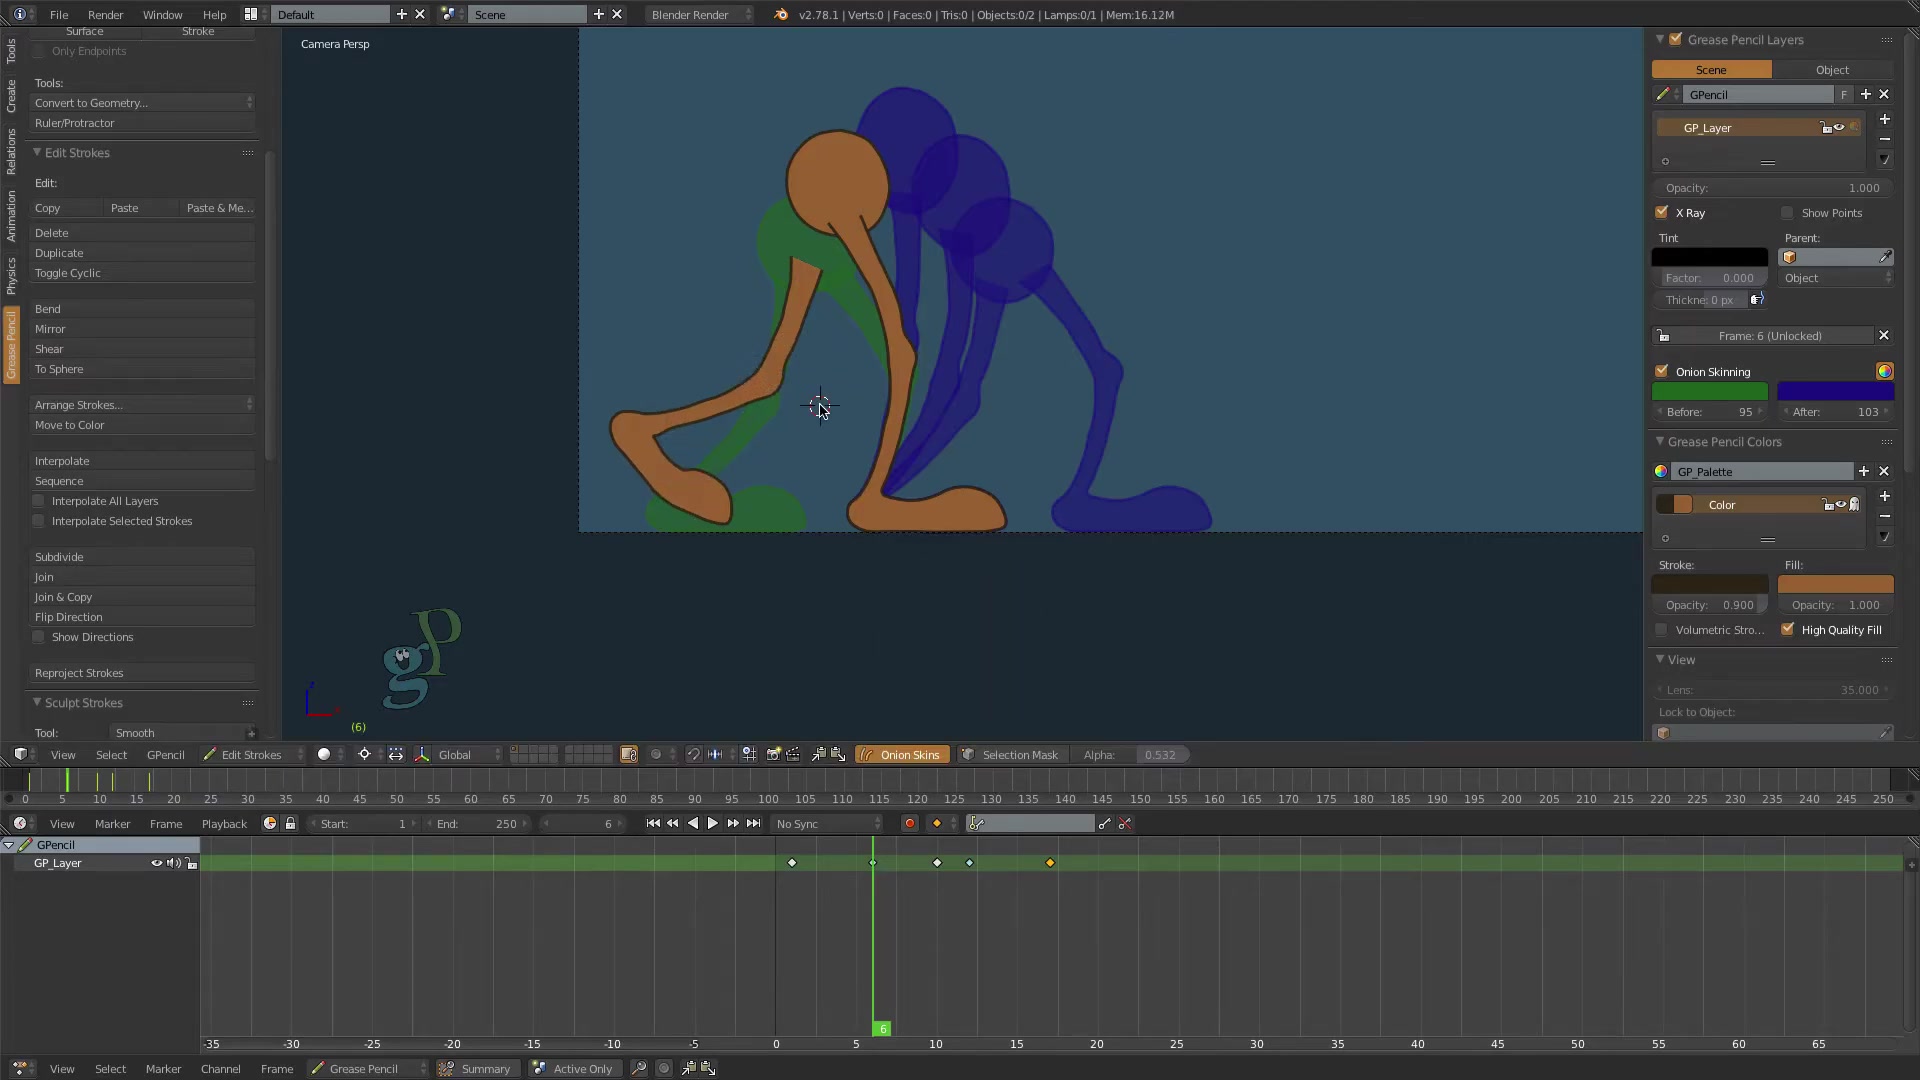 File Render Window Help Default Scene Blender Render v2.78.1 | Verts:0 | Faces:0 | Tris:0 | Objects:0/2 | Lamps:0/1 | Mem:16.12M
Tools
Create
Relations
Animation
Physics
Grease Pencil
Surface Stroke
Only Endpoints
Tools:
Convert to Geometry...
Ruler/Protractor
Edit Strokes
Edit:
Copy Paste Paste & Me...
Delete
Duplicate
Toggle Cyclic
Bend
Mirror
Shear
To Sphere
Arrange Strokes...
Move to Color
Interpolate
Sequence
Interpolate All Layers
Interpolate Selected Strokes
Subdivide
Join
Join & Copy
Flip Direction
Show Directions
Reproject Strokes
Sculpt Strokes
Tool: Smooth
Camera Persp
gp
(6)
Grease Pencil Layers
Scene Object
GPencil F
GP_Layer
Opacity: 1.000
X Ray Show Points
Tint Parent:
Factor: 0.000 Object
Thickne: 0 px
Frame: 6 (Unlocked)
Onion Skinning
Before: 95 After: 103
Grease Pencil Colors
GP_Palette
Color
Stroke: Fill:
Opacity: 0.900 Opacity: 1.000
Volumetric Stro... High Quality Fill
View
Lens: 35.000
Lock to Object:
View Select GPencil Edit Strokes Global Onion Skins Selection Mask Alpha: 0.532
0 5 10 15 20 25 30 35 40 45 50 55 60 65 70 75 80 85 90 95 100 105 110 115 120 125 130 135 140 145 150 155 160 165 170 175 180 185 190 195 200 205 210 215 220 225 230 235 240 245 250
View Marker Frame Playback Start: 1 End: 250 6 No Sync
GPencil
GP_Layer
6
-35 -30 -25 -20 -15 -10 -5 0 5 10 15 20 25 30 35 40 45 50 55 60 65
View Select Marker Channel Frame Grease Pencil Summary Active Only